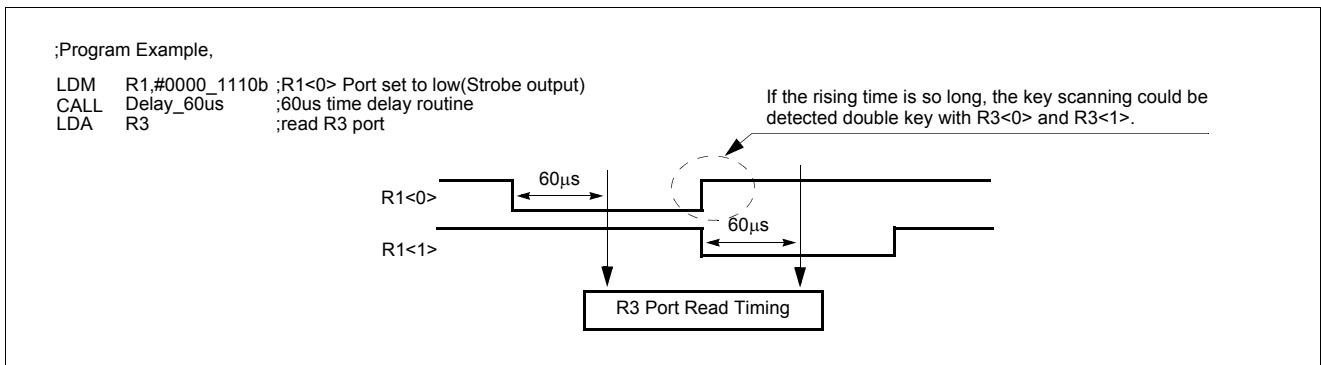 ;Program Example,
LDM R1,#0000_1110b ;R1<0> Port set to low(Strobe output)
CALL Delay_60us ;60us time delay routine
LDA R3 ;read R3 port
If the rising time is so long, the key scanning could be
detected double key with R3<0> and R3<1>.
60μs
R1<0>
60μs
R1<1>
R3 Port Read Timing